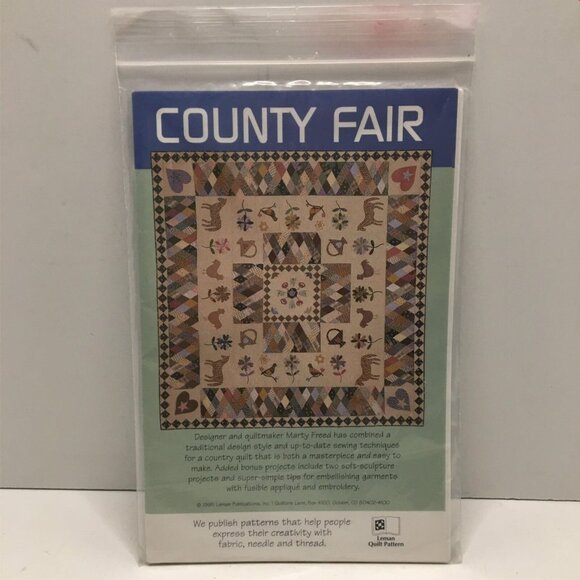 COUNTY FAIR
Designer and quiltmaker Marty Freed has combined a
traditional design style and up-to-date sewing techniques
for a country quilt that is both a masterpiece and easy to
make. Added bonus projects include two soft-sculpture
projects and super-simple tips for embellishing garments
with fusible appliqué and embroidery.
Leman Publications, Inc.
We publish patterns that help people
express their creativity with
fabric, needle and thread.
Leman
Quilt Pattern